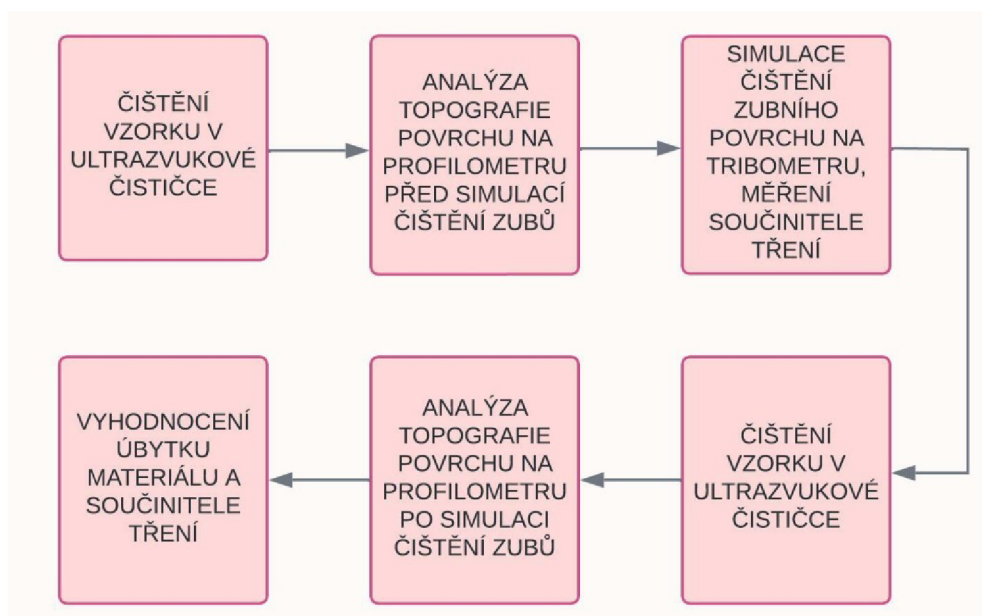 ČIŠTĚNÍ
VZORKU V
ULTRAZVUKOVÉ
ČISTIČCE
ANALÝZA
TOPOGRAFIE
POVRCHU NA
PROFILOMETRU
PŘED SIMULACÍ
ČIŠTĚNÍ ZUBŮ
SIMULACE
ČIŠTĚNÍ
ZUBNÍHO
POVRCHU NA
TRIBOMETRU,
MĚŘENÍ
SOUČINITELE
TŘENÍ
ČIŠTĚNÍ
VZORKU V
ULTRAZVUKOVÉ
ČISTIČCE
ANALÝZA
TOPOGRAFIE
POVRCHU NA
PROFILOMETRU
PO SIMULACI
ČIŠTĚNÍ ZUBŮ
VYHODNOCENÍ
ÚBYTKU
MATERIÁLU A
SOUČINITELE
TŘENÍ